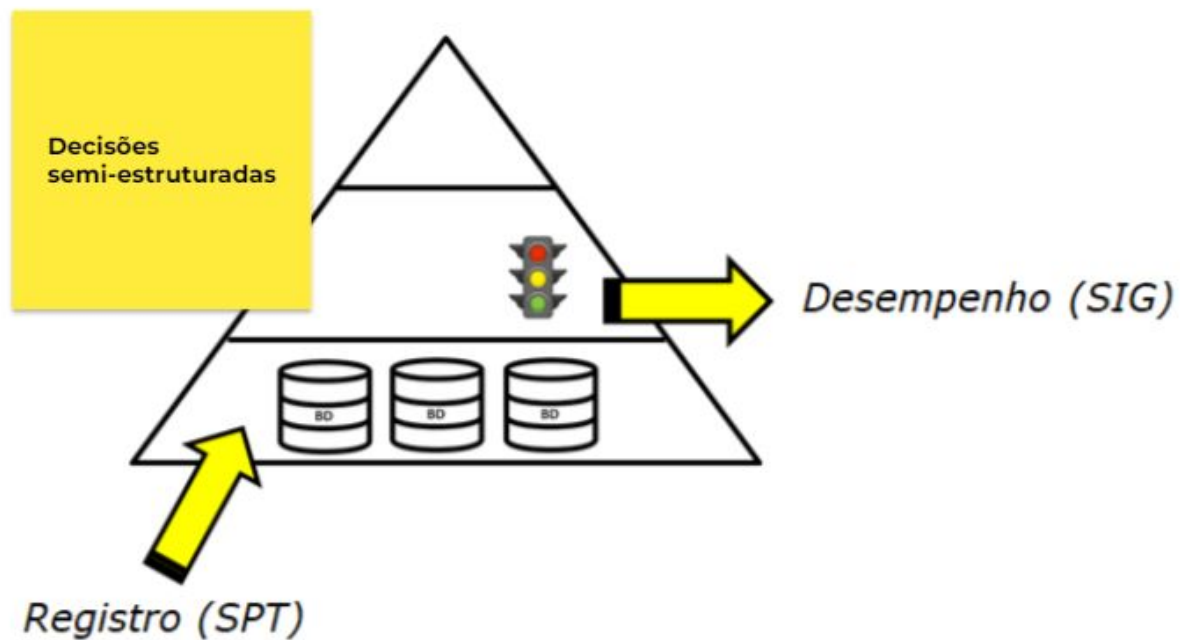 Decisões
semi-estruturadas
Desempenho (SIG)
BD
BD
BD
Registro (SPT)